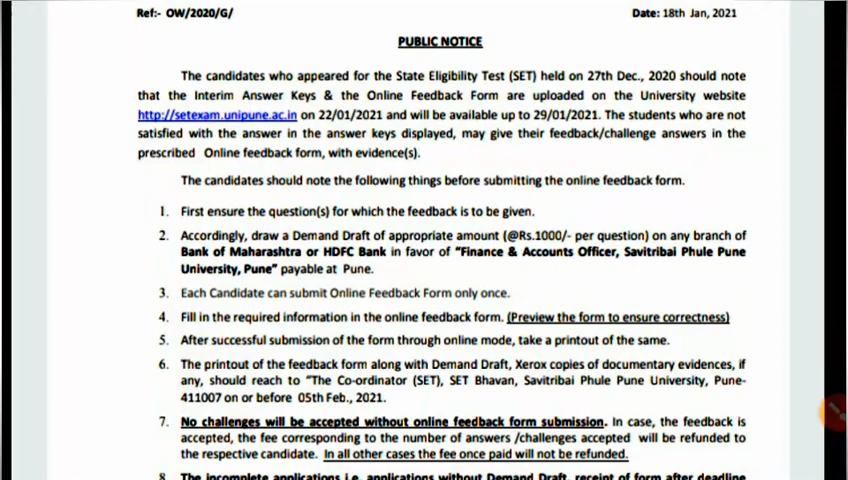 Ref:- OW/2020/G/ Date: 18th Jan, 2021
PUBLIC NOTICE
The candidates who appeared for the State Eligibility Test (SET) held on 27th Dec., 2020 should note
that the Interim Answer Keys & the Online Feedback Form are uploaded on the University website
http://setexam.unipune.ac.in on 22/01/2021 and will be available up to 29/01/2021. The students who are not
satisfied with the answer in the answer keys displayed, may give their feedback/challenge answers in the
prescribed Online feedback form, with evidence(s).
The candidates should note the following things before submitting the online feedback form.
1. First ensure the question(s) for which the feedback is to be given.
2. Accordingly, draw a Demand Draft of appropriate amount (@Rs.1000/- per question) on any branch of
Bank of Maharashtra or HDFC Bank in favor of “Finance & Accounts Officer, Savitribai Phule Pune
University, Pune” payable at Pune.
3. Each Candidate can submit Online Feedback Form only once.
4. Fill in the required information in the online feedback form. (Preview the form to ensure correctness)
5. After successful submission of the form through online mode, take a printout of the same.
6. The printout of the feedback form along with Demand Draft, Xerox copies of documentary evidences, if
any, should reach to “The Co-ordinator (SET), SET Bhavan, Savitribai Phule Pune University, Pune-
411007 on or before 05th Feb., 2021.
7. No challenges will be accepted without online feedback form submission. In case, the feedback is
accepted, the fee corresponding to the number of answers /challenges accepted will be refunded to
the respective candidate. In all other cases the fee once paid will not be refunded.
8. The incomplete applications i.e. applications without Demand Draft, receipt of form after deadline